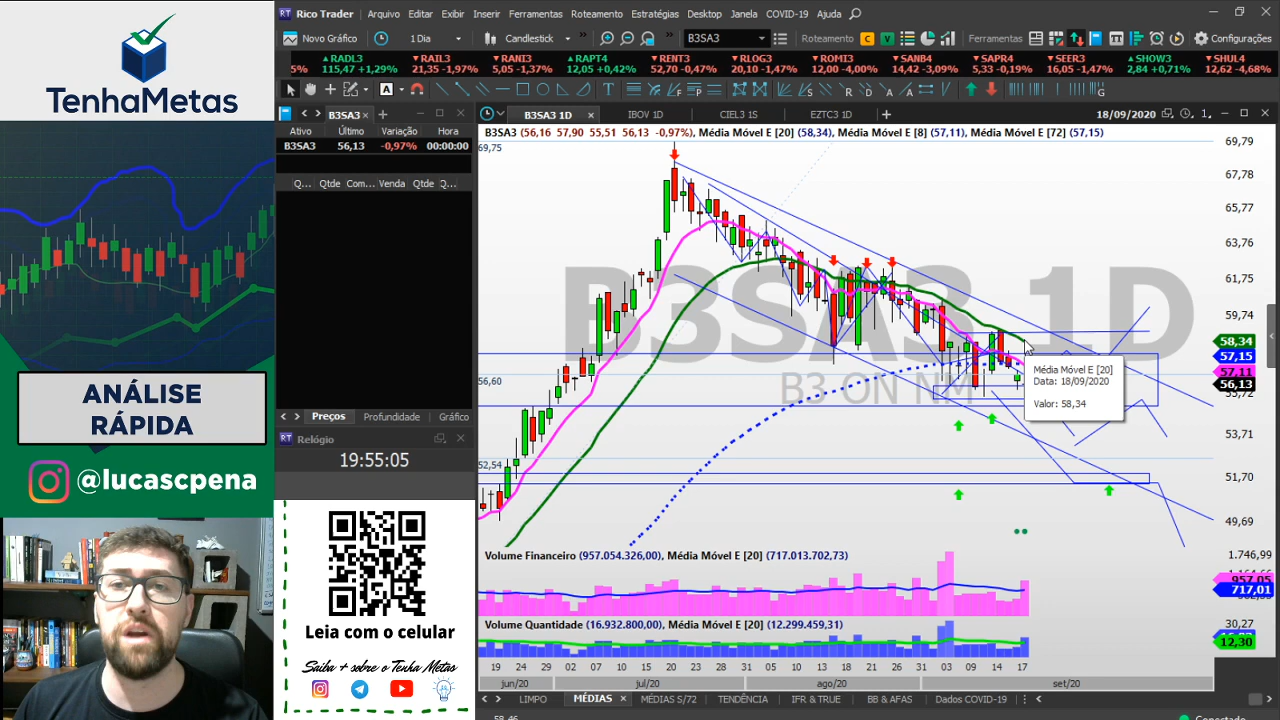 TenhaMetas
ANÁLISE
RÁPIDA
@lucascpena
Rico Trader Arquivo Editar Exibir Inserir Ferramentas Roteamento Estratégias Desktop Janela COVID-19 Ajuda
Novo Gráfico 1 Dia Candlestick B3SA3 Roteamento C V Ferramentas Configurações
RADL3 RAIL3 RANI3 RAPT4 RENT3 RLOG3 ROMI3 SANB4 SAPR4 SEER3 SHOW3 SHUL4
5% 115,47 +1,29% 21,35 -1,97% 5,05 -1,37% 12,05 +0,42% 52,70 -0,47% 20,10 -1,47% 12,00 -4,00% 14,42 -3,09% 5,33 -0,19% 16,05 -1,47% 2,84 +0,71% 12,62 -4,68%
B3SA3
Ativo Último Variação Hora
B3SA3 56,13 -0,97% 00:00:00
Q... Qtde Com... Venda Qtde Q...
Preços Profundidade Gráfico
Relógio
19:55:05
Leia com o celular
Saiba + sobre o Tenha Metas
B3SA3 1D IBOV 1D CIEL3 1S EZTC3 1D 18/09/2020
B3SA3 (56,16 57,90 55,51 56,13 -0,97%), Média Móvel E [20] (58,34), Média Móvel E [8] (57,11), Média Móvel E [72] (57,15)
69,75
56,60
52,54
B3SA3 1D
B3 ON NM
Média Móvel E [20]
Data: 18/09/2020
Valor: 58,34
69,79
67,78
65,77
63,76
61,75
59,74
58,34
57,15
57,11
56,13
55,72
53,71
51,70
49,69
Volume Financeiro (957.054.326,00), Média Móvel E [20] (717.013.702,73)
1.746,99
957,05
717,01
Volume Quantidade (16.932.800,00), Média Móvel E [20] (12.299.459,31)
30,27
12,30
19 24 29 02 07 10 15 20 23 28 31 05 10 13 18 21 26 31 03 09 14 17
jun/20 jul/20 ago/20 set/20
LIMPO MÉDIAS MÉDIAS S/72 TENDÊNCIA IFR & TRUE BB & AFAS Dados COVID-19
Conectado